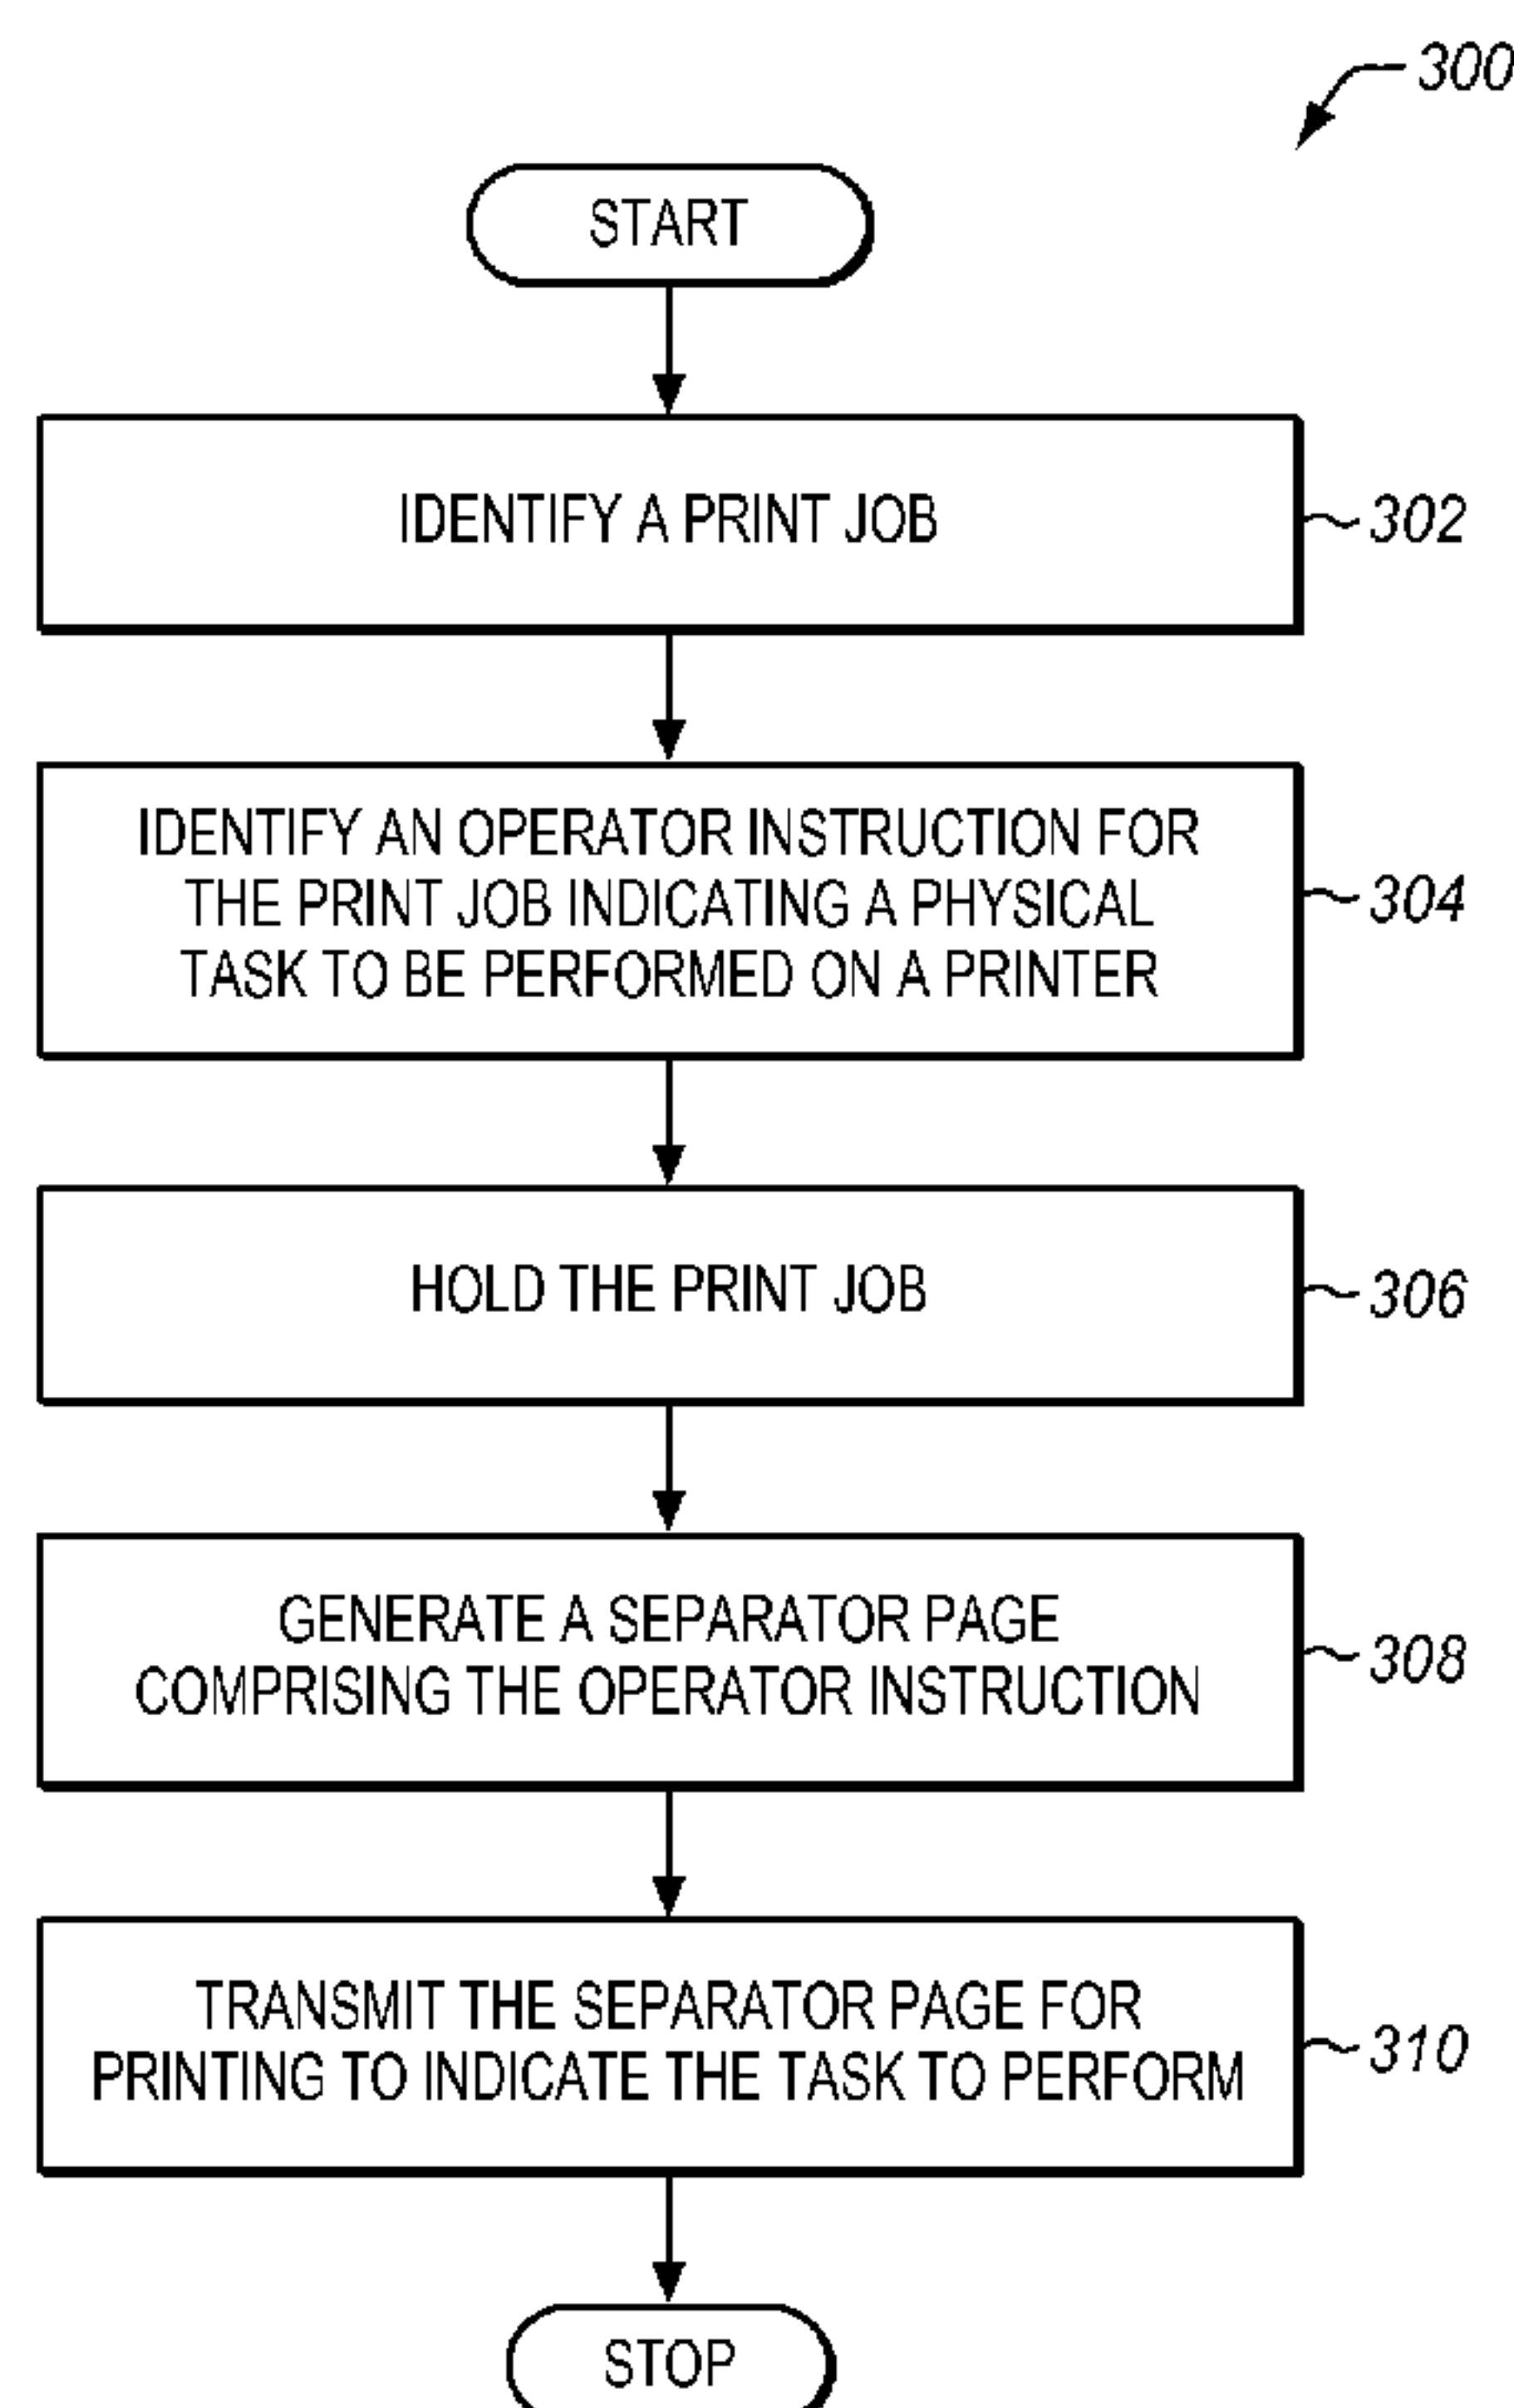 300
START
IDENTIFY A PRINT JOB
302
IDENTIFY AN OPERATOR INSTRUCTION FOR
THE PRINT JOB INDICATING A PHYSICAL
TASK TO BE PERFORMED ON A PRINTER
304
HOLD THE PRINT JOB
306
GENERATE A SEPARATOR PAGE
COMPRISING THE OPERATOR INSTRUCTION
308
TRANSMIT THE SEPARATOR PAGE FOR
PRINTING TO INDICATE THE TASK TO PERFORM
310
STOP